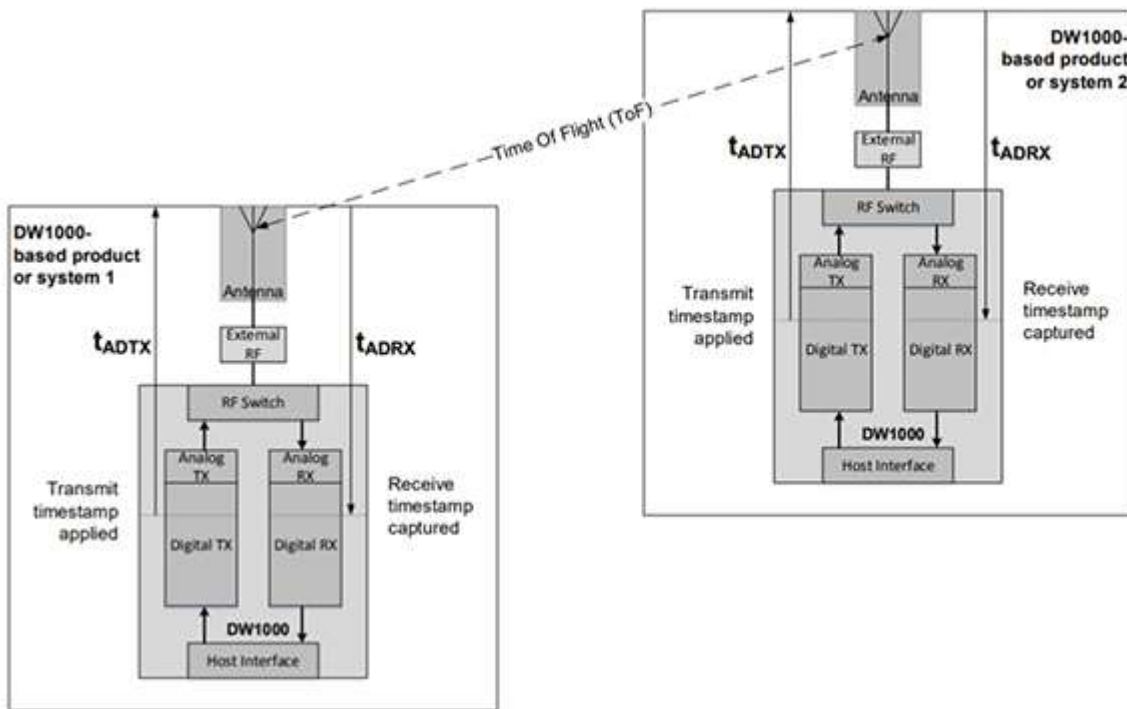 DW1000-
based product
or system 2
Antenna
External
RF
tADTX
tADRX
RF Switch
Analog
TX
Analog
RX
Transmit
timestamp
applied
Receive
timestamp
captured
Digital TX
Digital RX
DW1000
Host Interface
Time Of Flight (ToF)
DW1000-
based product
or system 1
Antenna
External
RF
tADTX
tADRX
RF Switch
Analog
TX
Analog
RX
Transmit
timestamp
applied
Receive
timestamp
captured
Digital TX
Digital RX
DW1000
Host Interface